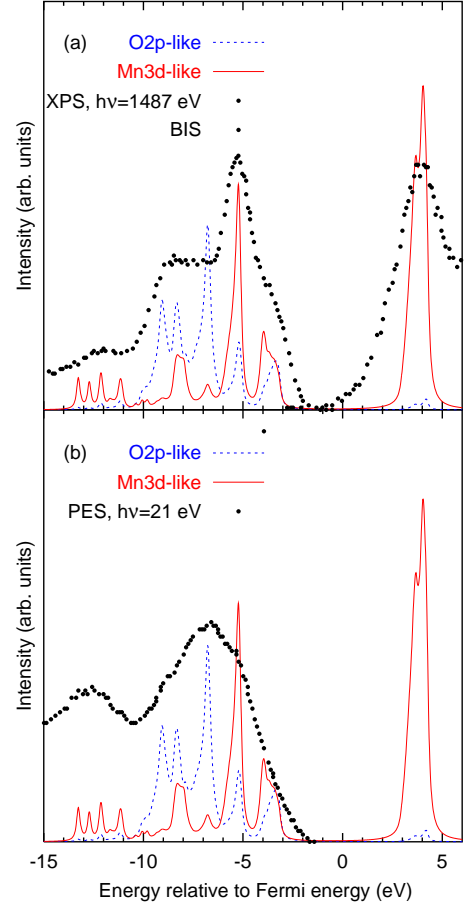 (a)
O2p-like
Mn3d-like
XPS, hν=1487 eV
BIS
Intensity (arb. units)
(b)
O2p-like
Mn3d-like
PES, hν=21 eV
Intensity (arb. units)
-15 -10 -5 0 5
Energy relative to Fermi energy (eV)